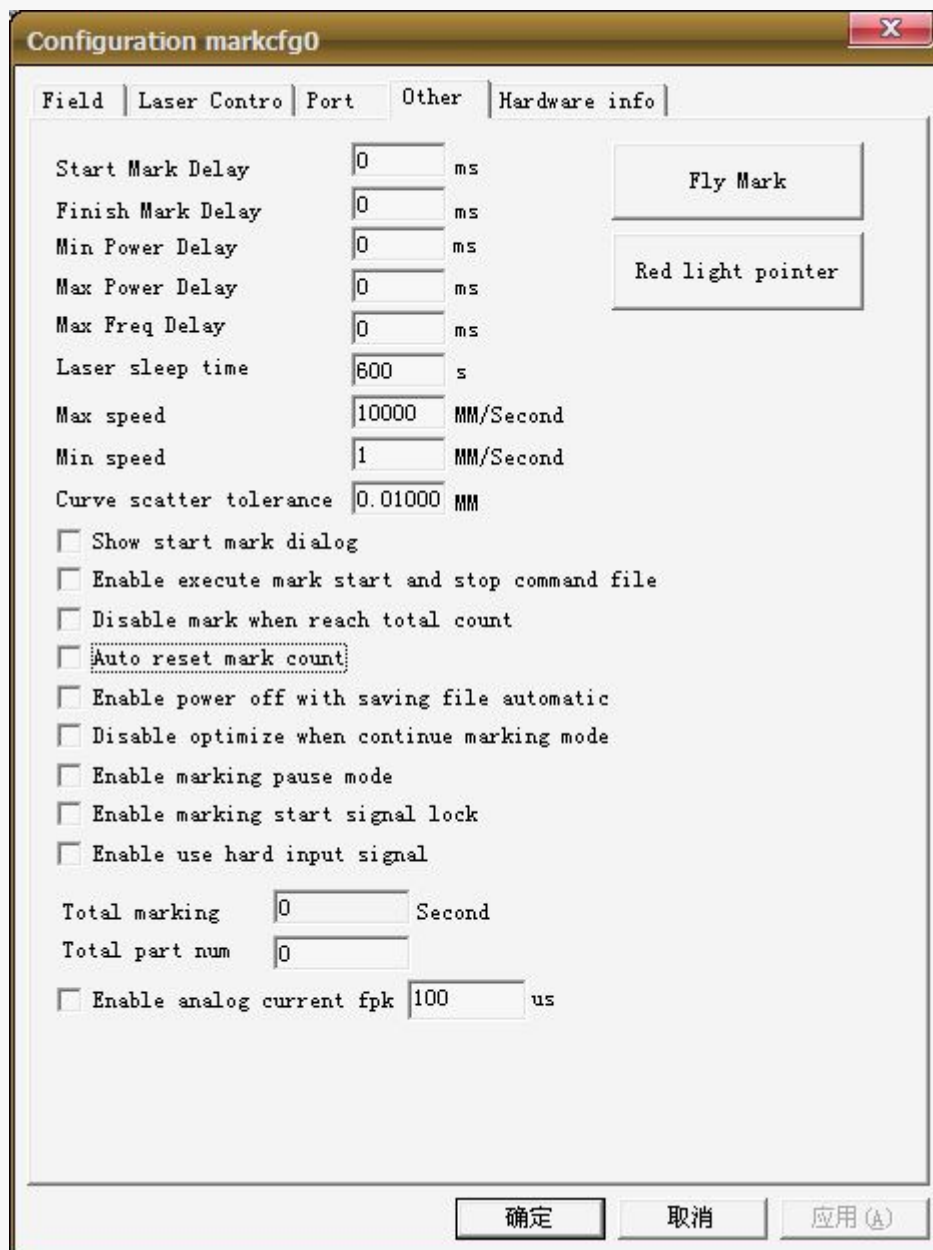 Configuration markcfg0
Field Laser Contro Port Other Hardware info
Start Mark Delay 0 ms
Fly Mark
Finish Mark Delay 0 ms
Min Power Delay 0 ms
Red light pointer
Max Power Delay 0 ms
Max Freq Delay 0 ms
Laser sleep time 600 s
Max speed 10000 MM/Second
Min speed 1 MM/Second
Curve scatter tolerance 0.01000 MM
Show start mark dialog
Enable execute mark start and stop command file
Disable mark when reach total count
Auto reset mark count
Enable power off with saving file automatic
Disable optimize when continue marking mode
Enable marking pause mode
Enable marking start signal lock
Enable use hard input signal
Total marking 0 Second
Total part num 0
Enable analog current fpk 100 us
确定 取消 应用(A)